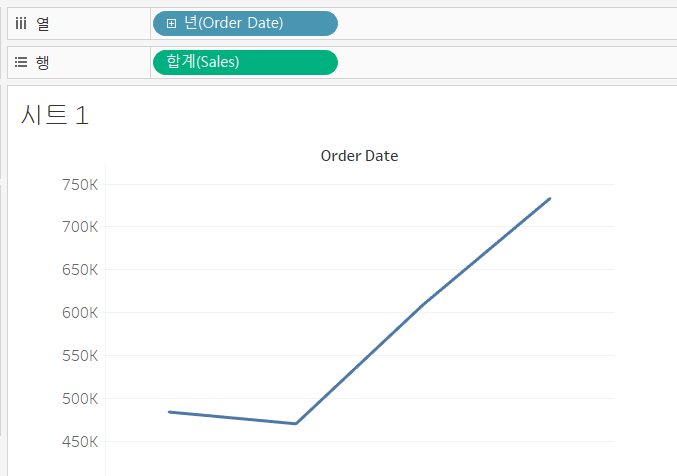 열 년(Order Date)
행 합계(Sales)
시트 1
Order Date
750K
700K
650K
600K
550K
500K
450K